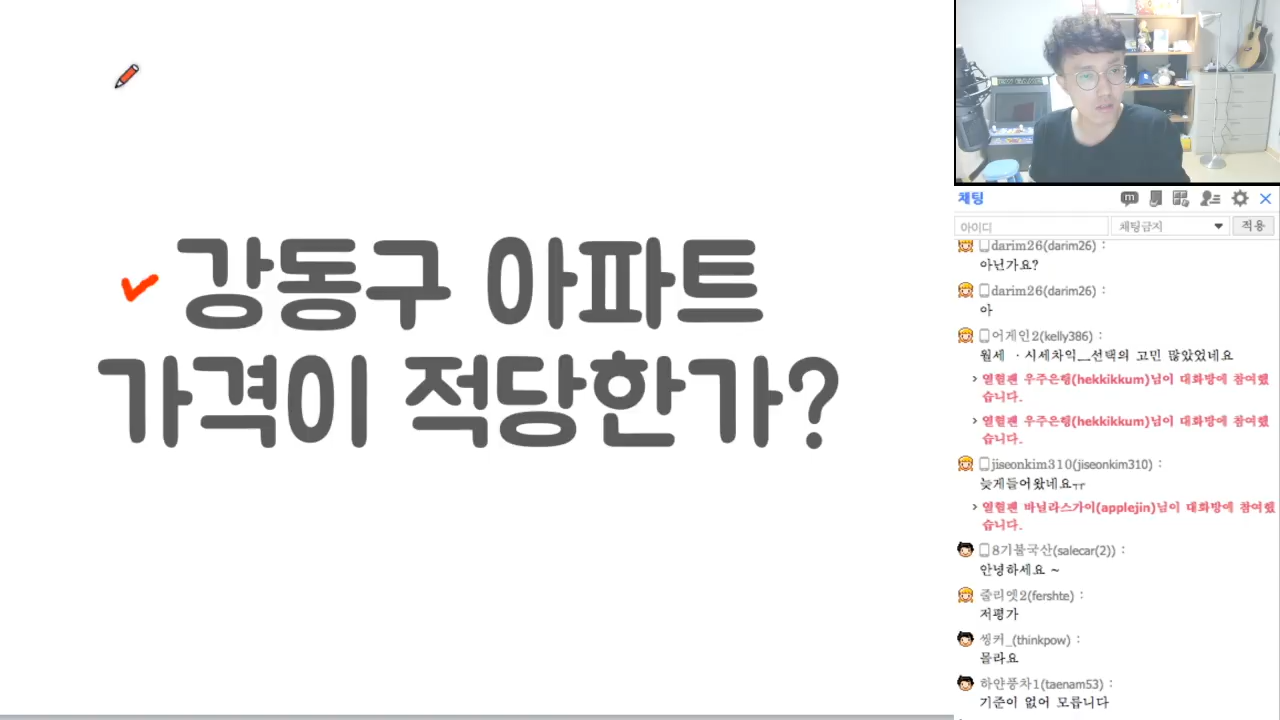 강동구 아파트
가격이 적당한가?
채팅
아이디
채팅금지
적용
darim26(darim26) :
아닌가요?
darim26(darim26) :
아
어게인2(kelly386) :
월세 · 시세차익__선택의 고민 많았었네요
> 열혈팬 우주은행(hekkikkum)님이 대화방에 참여했
습니다.
> 열혈팬 우주은행(hekkikkum)님이 대화방에 참여했
습니다.
jiseonkim310(jiseonkim310) :
늦게들어왔네요ㅠ
> 열혈팬 바닐라스카이(applejin)님이 대화방에 참여했
습니다.
8기불국산(salecar(2)) :
안녕하세요 ~
줄리엣2(fershte) :
저평가
씽커_(thinkpow) :
몰라요
하얀풍차1(taenam53) :
기준이 없어 모릅니다